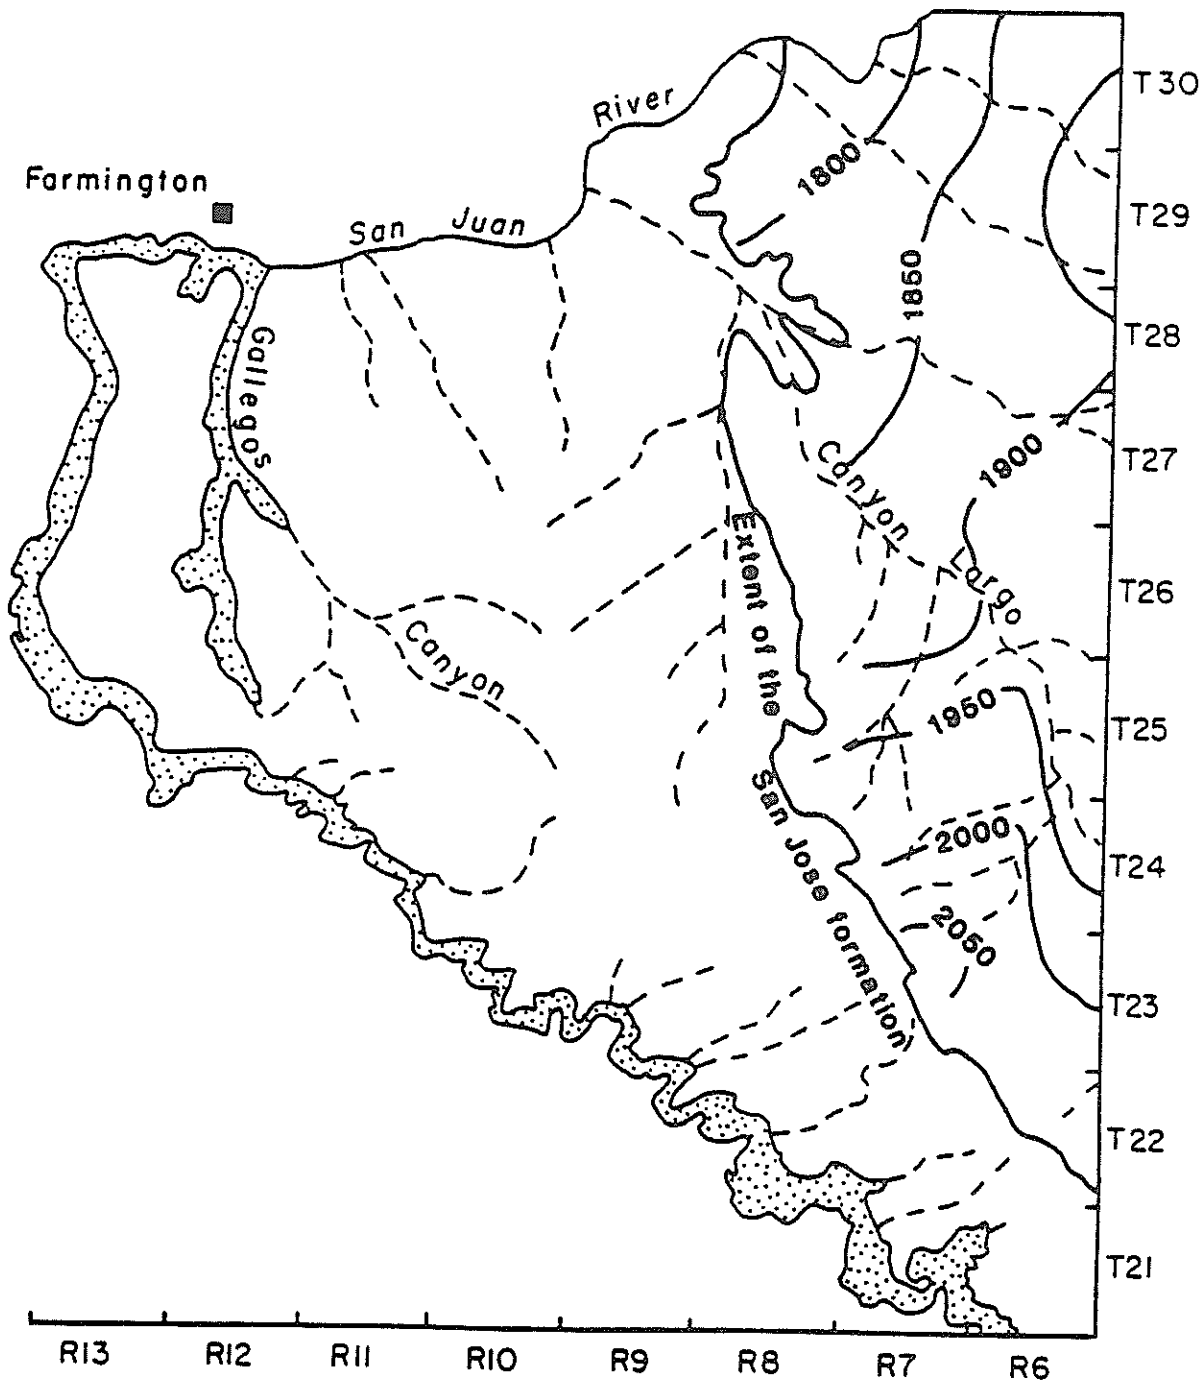 T30
River
1800
Farmington
T29
San Juan
1850
T28
Gallegos
1900
T27
Canyon
Largo
Extent of the
T26
Canyon
1950
T25
San Jose formation
2000
T24
2050
T23
T22
T21
R13 R12 R11 R10 R9 R8 R7 R6